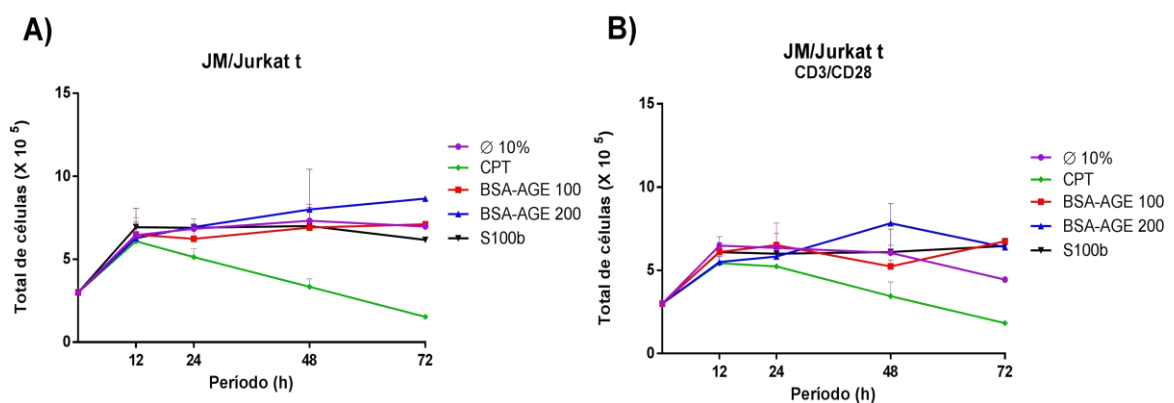 A)
JM/Jurkat t
Total de células (X 10 5)
15
10
5
0
12
24
48
72
Período (h)
∅ 10%
CPT
BSA-AGE 100
BSA-AGE 200
S100b
B)
JM/Jurkat t
CD3/CD28
Total de células (X 10 5)
15
10
5
0
12
24
48
72
Período (h)
∅ 10%
CPT
BSA-AGE 100
BSA-AGE 200
S100b